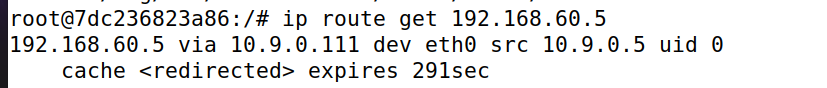 root@7dc236823a86:/# ip route get 192.168.60.5
192.168.60.5 via 10.9.0.111 dev eth0 src 10.9.0.5 uid 0
    cache <redirected> expires 291sec